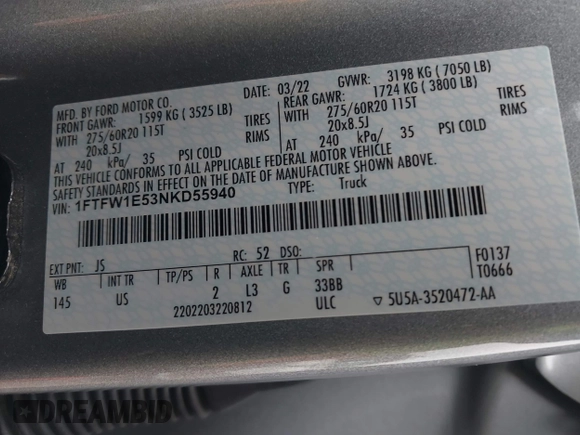 MFD. BY FORD MOTOR CO. DATE: 03/22 GVWR: 3198 KG ( 7050 LB)
FRONT GAWR: 1599 KG ( 3525 LB) REAR GAWR: 1724 KG ( 3800 LB)
WITH 275/60R20 115T TIRES WITH 275/60R20 115T TIRES
20x8.5J RIMS 20x8.5J RIMS
AT 240 kPa/ 35 PSI COLD AT 240 kPa/ 35 PSI COLD
THIS VEHICLE CONFORMS TO ALL APPLICABLE FEDERAL MOTOR VEHICLE
SAFETY STANDARDS IN EFFECT ON THE DATE OF MANUFACTURE SHOWN ABOVE.
VIN: 1FTFW1E53NKD55940 TYPE: Truck
EXT PNT: JS RC: 52 DSO: F0137
WB INT TR TP/PS R AXLE TR SPR T0666
145 US 2 L3 G 33BB
2202203220812 ULC ▽ 5U5A-3520472-AA
DREAMBID